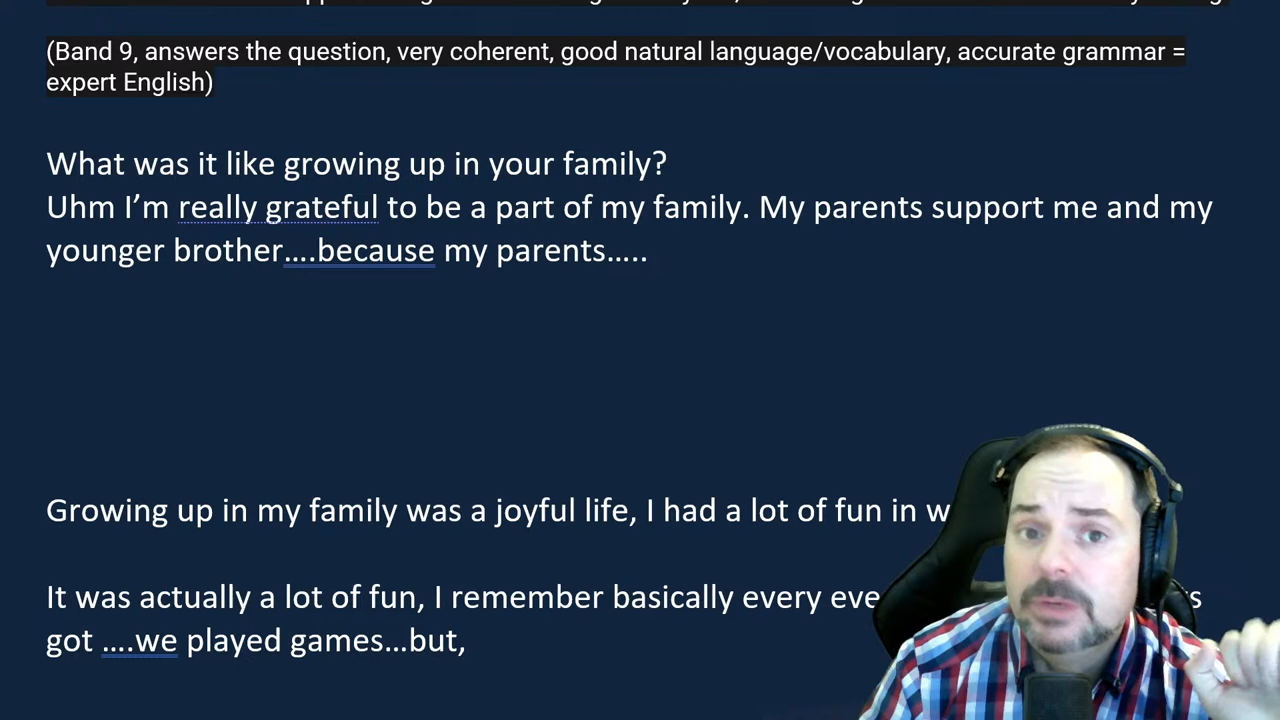 (Band 9, answers the question, very coherent, good natural language/vocabulary, accurate grammar =
expert English)
What was it like growing up in your family?
Uhm I’m really grateful to be a part of my family. My parents support me and my
younger brother….because my parents…..
Growing up in my family was a joyful life, I had a lot of fun in
It was actually a lot of fun, I remember basically every
got ….we played games…but,